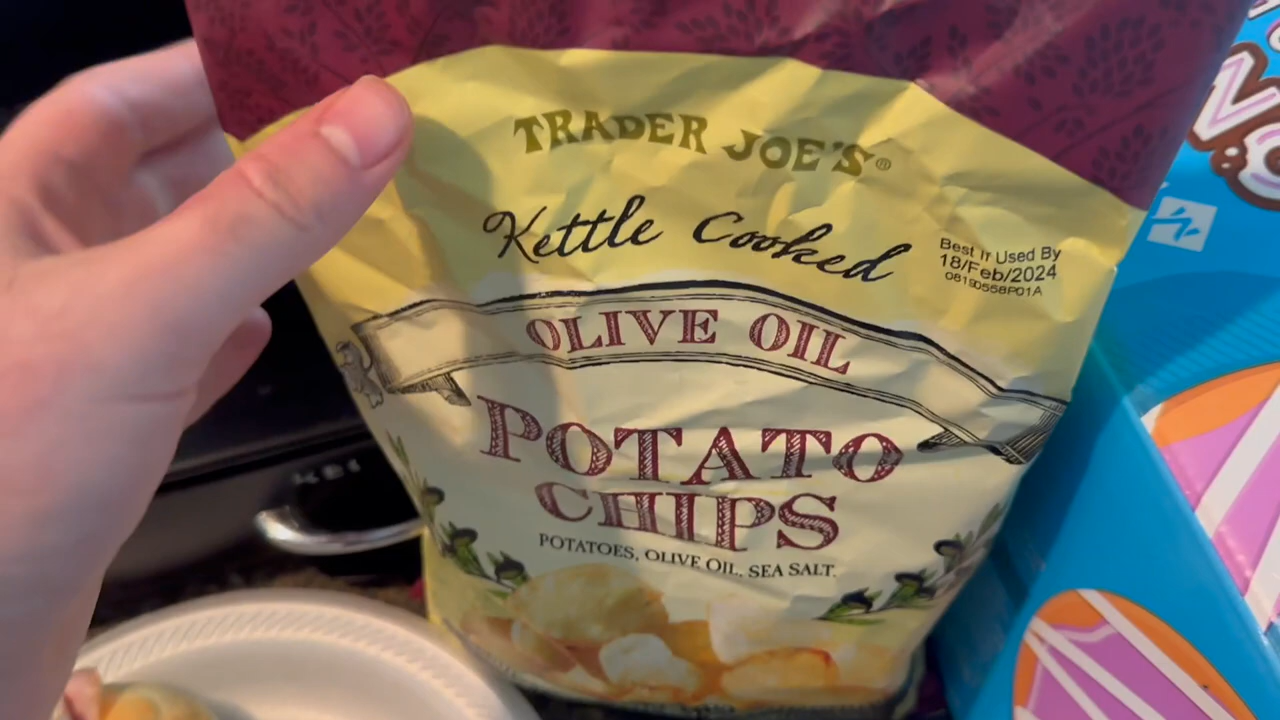 TRADER JOE'S®
Kettle Cooked
Best If Used By
18/Feb/2024
08190558P01A
OLIVE OIL
POTATO
CHIPS
POTATOES, OLIVE OIL, SEA SALT.